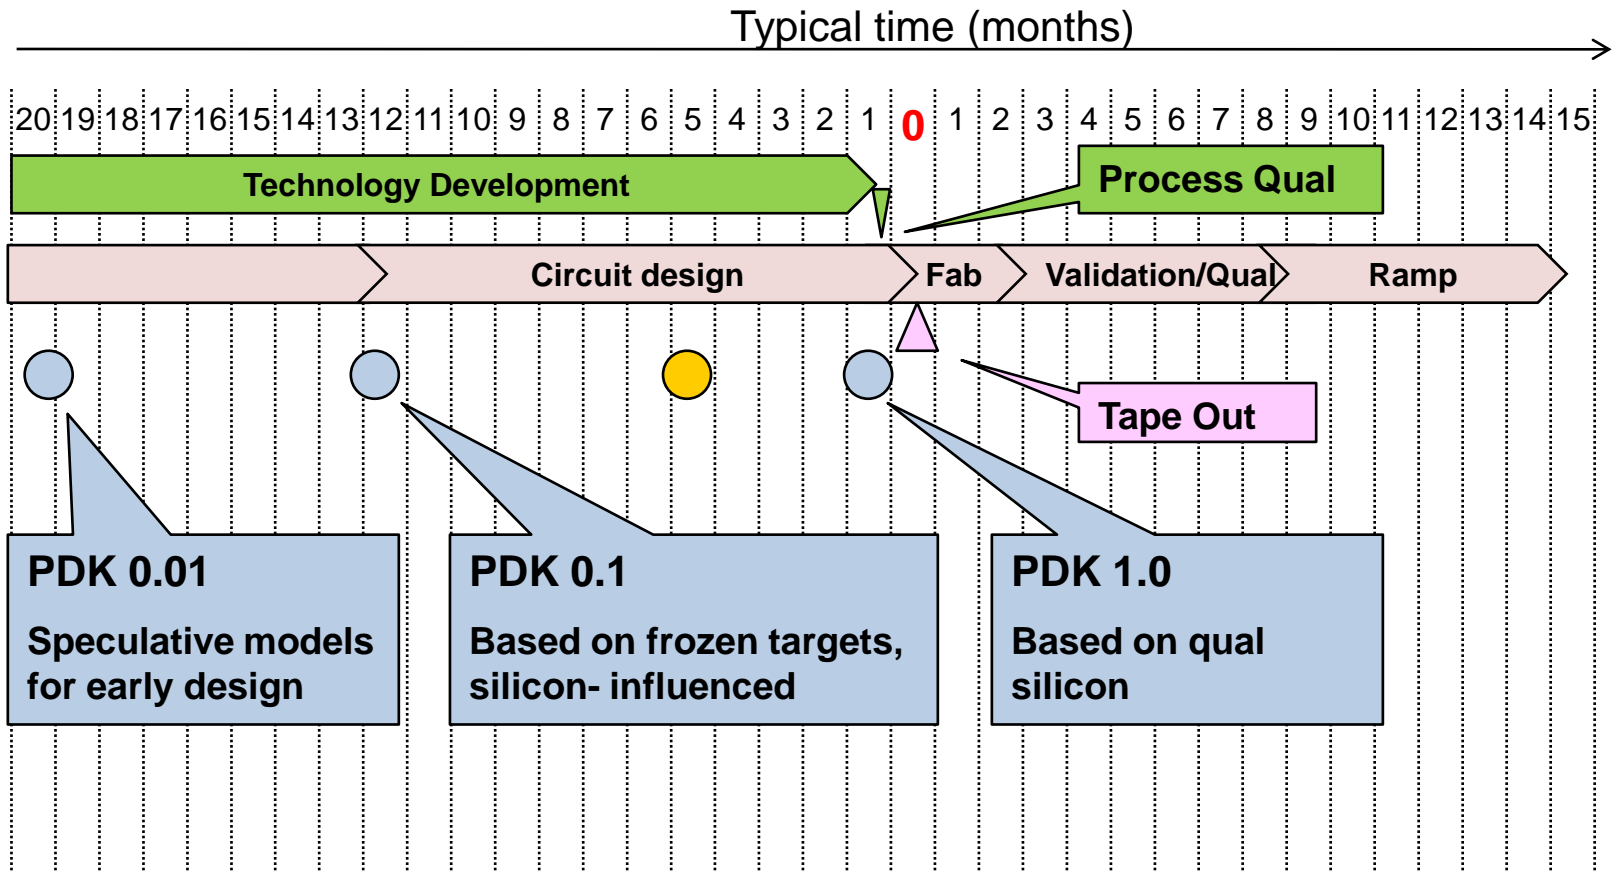 Typical time (months)
20 19 18 17 16 15 14 13 12 11 10 9 8 7 6 5 4 3 2 1 0 1 2 3 4 5 6 7 8 9 10 11 12 13 14 15
Technology Development
Process Qual
Circuit design
Fab
Validation/Qual
Ramp
Tape Out
PDK 0.01
Speculative models
for early design
PDK 0.1
Based on frozen targets,
silicon- influenced
PDK 1.0
Based on qual
silicon